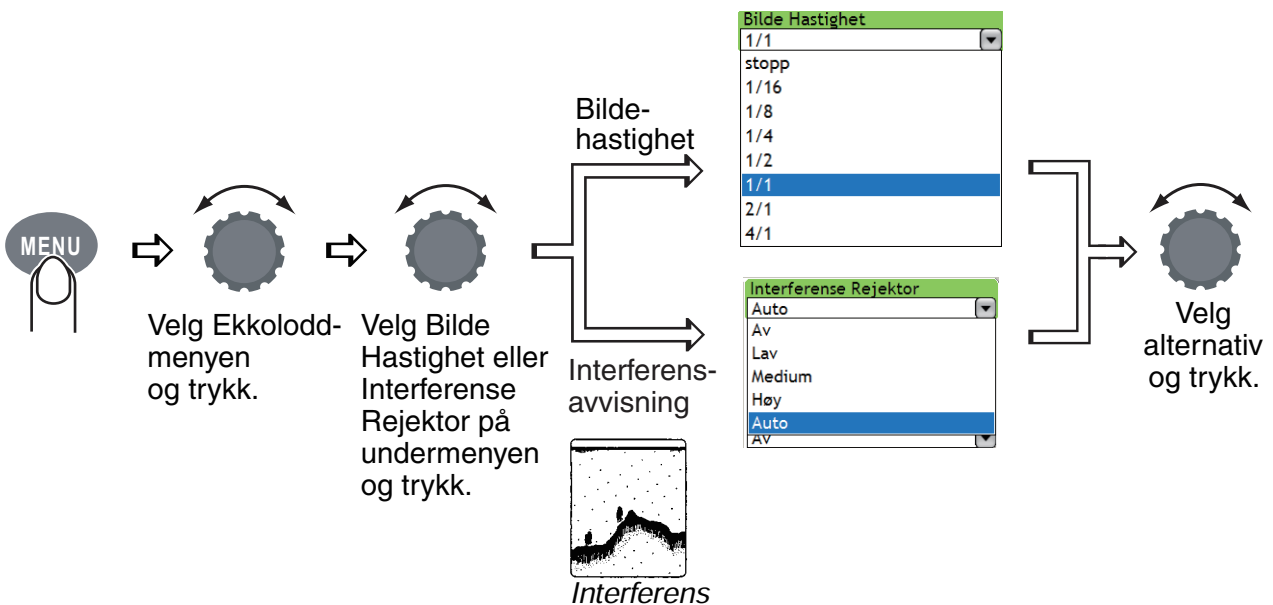 MENU
Velg Ekkolodd-
menyen
og trykk.
Velg Bilde
Hastighet eller
Interferense
Rejektor på
undermenyen
og trykk.
Bilde-
hastighet
Bilde Hastighet
1/1
stopp
1/16
1/8
1/4
1/2
1/1
2/1
4/1
Interferens-
avvisning
Interferens
Interferense Rejektor
Auto
Av
Lav
Medium
Høy
Auto
Av
Velg
alternativ
og trykk.